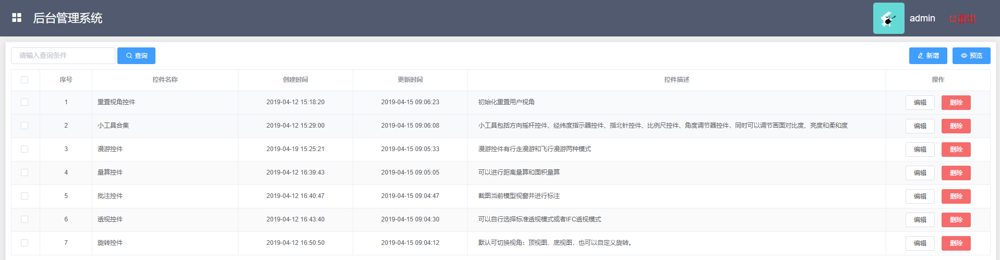 后台管理系统 admin 退出
请输入查询条件 查询 新增 预览
序号 控件名称 创建时间 更新时间 控件描述 操作
1 重置视角控件 2019-04-12 15:18:20 2019-04-15 09:06:23 初始化重置用户视角 编辑 删除
2 小工具合集 2019-04-12 15:29:00 2019-04-15 09:06:08 小工具包括方向摇杆控件、经纬度指示器控件、指北针控件、比例尺控件、角度调节器控件，同时可以调节画面对比度、亮度和柔和度 编辑 删除
3 漫游控件 2019-04-19 15:25:21 2019-04-15 09:05:33 漫游控件有行走漫游和飞行漫游两种模式 编辑 删除
4 量算控件 2019-04-12 16:39:43 2019-04-15 09:05:05 可以进行距离量算和面积量算 编辑 删除
5 批注控件 2019-04-12 16:40:47 2019-04-15 09:04:47 截图当前模型视窗并进行标注 编辑 删除
6 透视控件 2019-04-12 16:43:40 2019-04-15 09:04:30 可以自行选择标准透视模式或者IFC透视模式 编辑 删除
7 旋转控件 2019-04-12 16:50:50 2019-04-15 09:04:12 默认可切换视角：顶视图、底视图，也可以自定义旋转。 编辑 删除